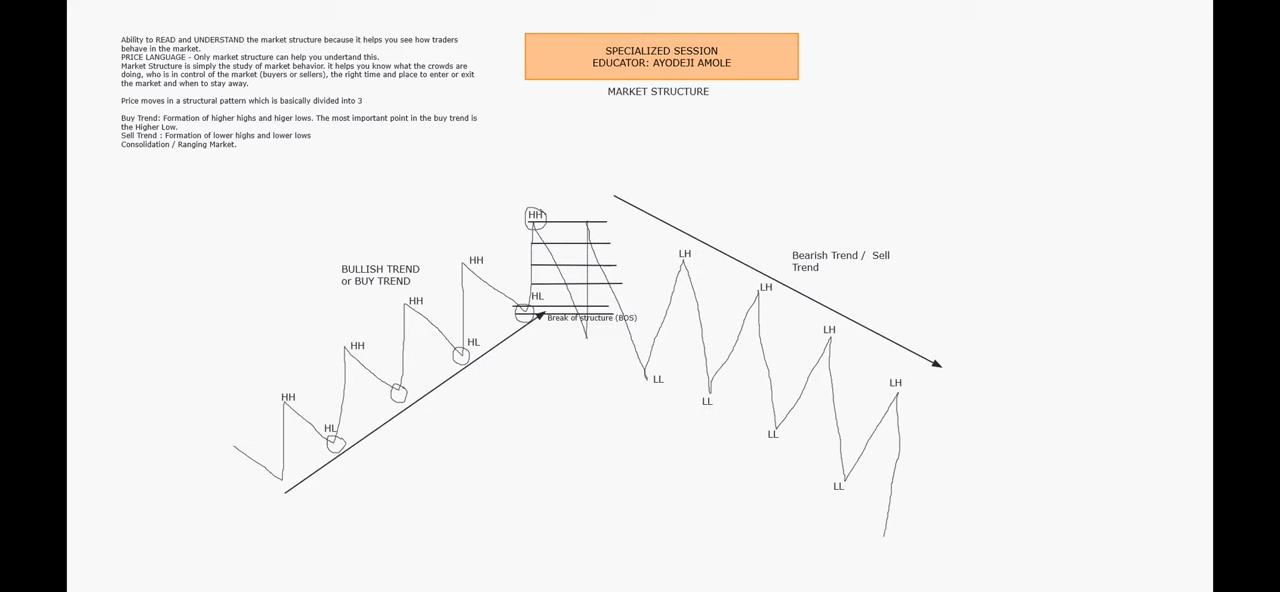 Ability to READ and UNDERSTAND the market structure because it helps you see how traders
behave in the market.
PRICE LANGUAGE - Only market structure can help you undertand this.
Market Structure is simply the study of market behavior. it helps you know what the crowds are
doing, who is in control of the market (buyers or sellers), the right time and place to enter or exit
the market and when to stay away.
Price moves in a structural pattern which is basically divided into 3
Buy Trend: Formation of higher highs and higer lows. The most important point in the buy trend is
the Higher Low.
Sell Trend : Formation of lower highs and lower lows
Consolidation / Ranging Market.
SPECIALIZED SESSION
EDUCATOR: AYODEJI AMOLE
MARKET STRUCTURE
HH
LH
Bearish Trend / Sell
Trend
HH
BULLISH TREND
or BUY TREND
LH
HL
HH
Break of structure (BOS)
LH
HL
HH
LL
LH
HH
LL
HL
LL
LL